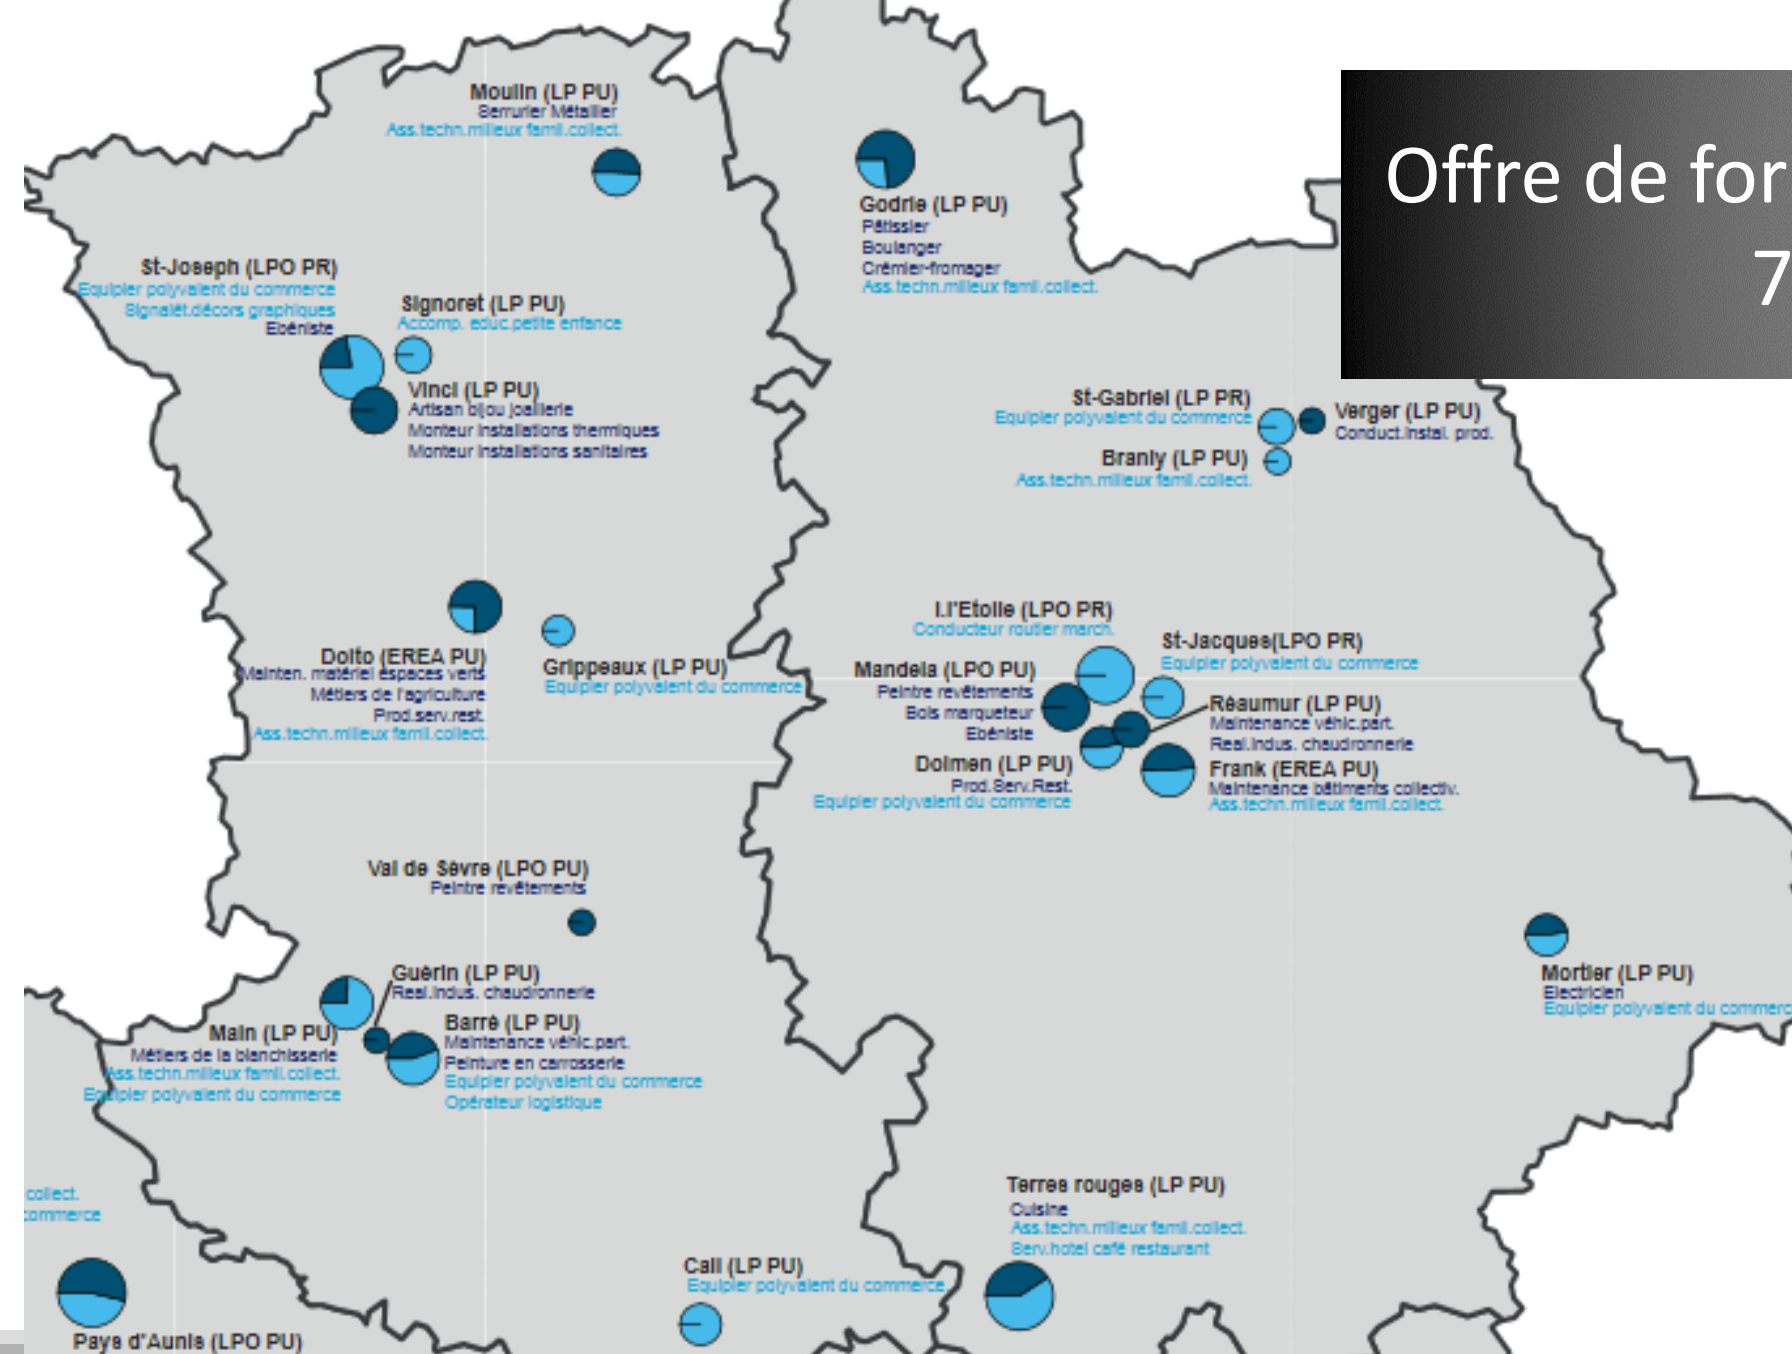 Offre de for
7
Moulin (LP PU)
Serrurier Métallier
Ass.techn.milieux famil.collect.
Godrie (LP PU)
Pâtissier
Boulanger
Crémier-fromager
Ass.techn.milieux famil.collect.
St-Joseph (LPO PR)
Equipier polyvalent du commerce
Signalét.décors graphiques
Ebéniste
Signoret (LP PU)
Accomp. educ.petite enfance
Vinci (LP PU)
Artisan bijou joaillerie
Monteur installations thermiques
Monteur installations sanitaires
St-Gabriel (LP PR)
Equipier polyvalent du commerce
Verger (LP PU)
Conduct.instal. prod.
Branly (LP PU)
Ass.techn.milieux famil.collect.
Dolto (EREA PU)
Mainten. matériel espaces verts
Métiers de l'agriculture
Prod.serv.rest.
Ass.techn.milieux famil.collect.
Grippeaux (LP PU)
Equipier polyvalent du commerce
I.l'Etoile (LPO PR)
Conducteur routier march.
St-Jacques(LPO PR)
Equipier polyvalent du commerce
Mandela (LPO PU)
Peintre revêtements
Bois marqueteur
Ebéniste
Réaumur (LP PU)
Maintenance véhic.part.
Real.indus. chaudronnerie
Dolmen (LP PU)
Prod.Serv.Rest.
Equipier polyvalent du commerce
Frank (EREA PU)
Maintenance bâtiments collectiv.
Ass.techn.milieux famil.collect.
Val de Sèvre (LPO PU)
Peintre revêtements
Guérin (LP PU)
Real.indus. chaudronnerie
Main (LP PU)
Métiers de la blanchisserie
Ass.techn.milieux famil.collect.
Equipier polyvalent du commerce
Barré (LP PU)
Maintenance véhic.part.
Peinture en carrosserie
Equipier polyvalent du commerce
Opérateur logistique
Mortier (LP PU)
Electricien
Equipier polyvalent du commerc
collect.
commerce
Pays d'Aunis (LPO PU)
Terres rouges (LP PU)
Cuisine
Ass.techn.milieux famil.collect.
Serv.hotel café restaurant
Call (LP PU)
Equipier polyvalent du commerce